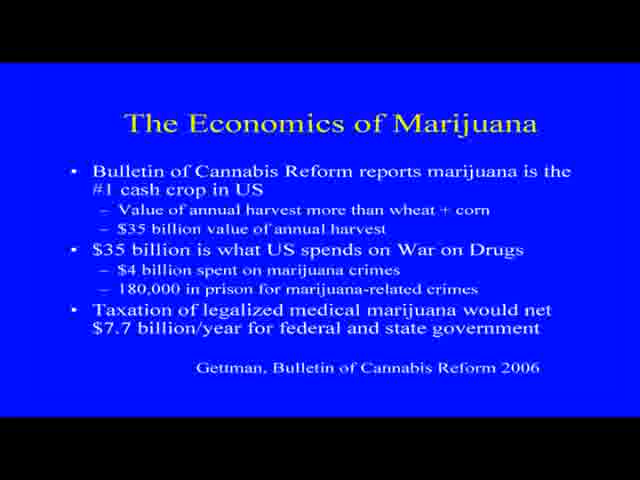 The Economics of Marijuana
• Bulletin of Cannabis Reform reports marijuana is the
#1 cash crop in US
– Value of annual harvest more than wheat + corn
– $35 billion value of annual harvest
• $35 billion is what US spends on War on Drugs
– $4 billion spent on marijuana crimes
– 180,000 in prison for marijuana-related crimes
• Taxation of legalized medical marijuana would net
$7.7 billion/year for federal and state government
Gettman, Bulletin of Cannabis Reform 2006